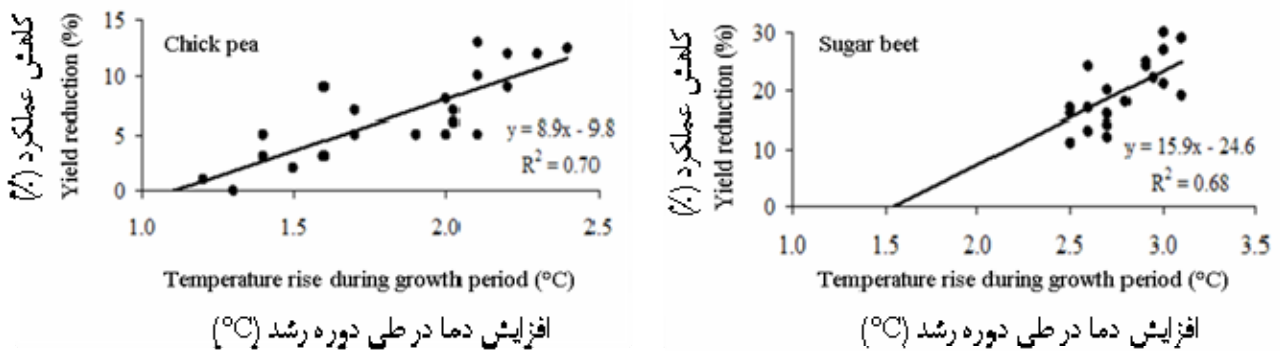 کاهش عملکرد (٪)
Yield reduction (%)
15
10
5
0
Chick pea
y = 8.9x - 9.8
R² = 0.70
1.0 1.5 2.0 2.5
Temperature rise during growth period (°C)
افزایش دما در طی دوره رشد (°C)
کاهش عملکرد (٪)
Yield reduction (%)
30
20
10
0
Sugar beet
y = 15.9x - 24.6
R² = 0.68
1.0 1.5 2.0 2.5 3.0 3.5
Temperature rise during growth period (°C)
افزایش دما در طی دوره رشد (°C)